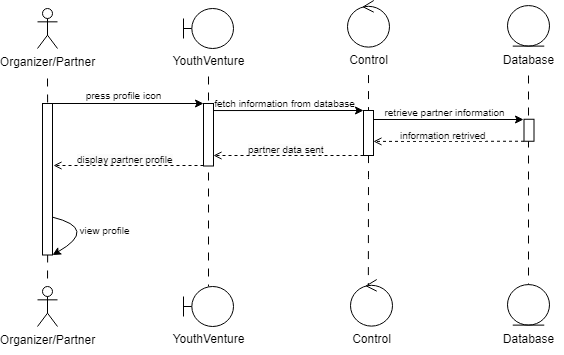 Organizer/Partner
YouthVenture
Control
Database
press profile icon
fetch information from database
retrieve partner information
information retrived
partner data sent
display partner profile
view profile
Organizer/Partner
YouthVenture
Control
Database